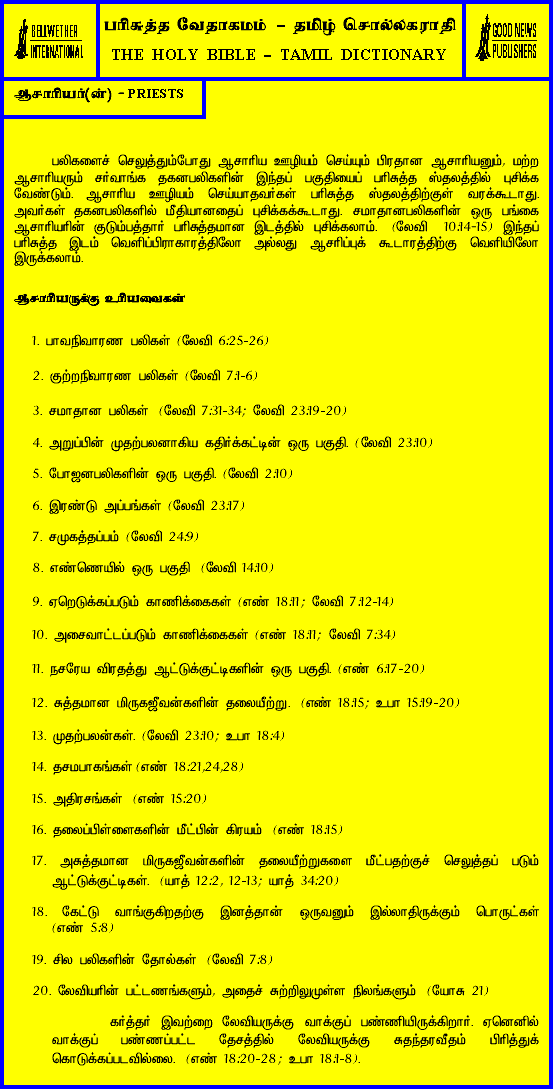 BELLWETHER
INTERNATIONAL
பரிசுத்த வேதாகமம் - தமிழ் சொல்லகராதி
THE HOLY BIBLE - TAMIL DICTIONARY
GOOD NEWS
PUBLISHERS
ஆசாரியர்(ன்) - PRIESTS
பலிகளைச் செலுத்தும்போது ஆசாரிய ஊழியம் செய்யும் பிரதான ஆசாரியனும், மற்ற
ஆசாரியரும் சர்வாங்க தகனபலிகளின் இந்தப் பகுதியைப் பரிசுத்த ஸ்தலத்தில் புசிக்க
வேண்டும். ஆசாரிய ஊழியம் செய்யாதவர்கள் பரிசுத்த ஸ்தலத்திற்குள் வரக்கூடாது.
அவர்கள் தகனபலிகளில் மீதியானதைப் புசிக்கக்கூடாது. சமாதானபலிகளின் ஒரு பங்கை
ஆசாரியரின் குடும்பத்தார் பரிசுத்தமான இடத்தில் புசிக்கலாம். (லேவி 10:14-15) இந்தப்
பரிசுத்த இடம் வெளிப்பிராகாரத்திலோ அல்லது ஆசரிப்புக் கூடாரத்திற்கு வெளியிலோ
இருக்கலாம்.
ஆசாரியருக்கு உரியவைகள்
1. பாவநிவாரண பலிகள் (லேவி 6:25-26)
2. குற்றநிவாரண பலிகள் (லேவி 7:1-6)
3. சமாதான பலிகள் (லேவி 7:31-34; லேவி 23:19-20)
4. அறுப்பின் முதற்பலனாகிய கதிர்க்கட்டின் ஒரு பகுதி. (லேவி 23:10)
5. போஜனபலிகளின் ஒரு பகுதி. (லேவி 2:10)
6. இரண்டு அப்பங்கள் (லேவி 23:17)
7. சமுகத்தப்பம் (லேவி 24:9)
8. எண்ணெயில் ஒரு பகுதி (லேவி 14:10)
9. ஏறெடுக்கப்படும் காணிக்கைகள் (எண் 18:11; லேவி 7:12-14)
10. அசைவாட்டப்படும் காணிக்கைகள் (எண் 18:11; லேவி 7:34)
11. நசரேய விரதத்து ஆட்டுக்குட்டிகளின் ஒரு பகுதி. (எண் 6:17-20)
12. சுத்தமான மிருகஜீவன்களின் தலையீற்று. (எண் 18:15; உபா 15:19-20)
13. முதற்பலன்கள். (லேவி 23:10; உபா 18:4)
14. தசமபாகங்கள் (எண் 18:21,24,28)
15. அதிரசங்கள் (எண் 15:20)
16. தலைப்பிள்ளைகளின் மீட்பின் கிரயம் (எண் 18:15)
17. அசுத்தமான மிருகஜீவன்களின் தலையீற்றுகளை மீட்பதற்குச் செலுத்தப் படும்
ஆட்டுக்குட்டிகள். (யாத் 12:2, 12-13; யாத் 34:20)
18. கேட்டு வாங்குகிறதற்கு இனத்தான் ஒருவனும் இல்லாதிருக்கும் பொருட்கள்
(எண் 5:8)
19. சில பலிகளின் தோல்கள் (லேவி 7:8)
20. லேவியரின் பட்டணங்களும், அதைச் சுற்றிலுமுள்ள நிலங்களும் (யோசு 21)
கர்த்தர் இவற்றை லேவியருக்கு வாக்குப் பண்ணியிருக்கிறார். ஏனெனில்
வாக்குப் பண்ணப்பட்ட தேசத்தில் லேவியருக்கு சுதந்தரவீதம் பிரித்துக்
கொடுக்கப்படவில்லை. (எண் 18:20-28; உபா 18:1-8).